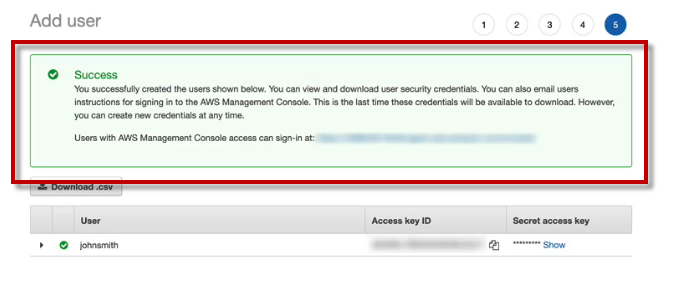 Add user
1 2 3 4 5
Success
You successfully created the users shown below. You can view and download user security credentials. You can also email users
instructions for signing in to the AWS Management Console. This is the last time these credentials will be available to download. However,
you can create new credentials at any time.
Users with AWS Management Console access can sign-in at:
Download .csv
User Access key ID Secret access key
johnsmith ********* Show